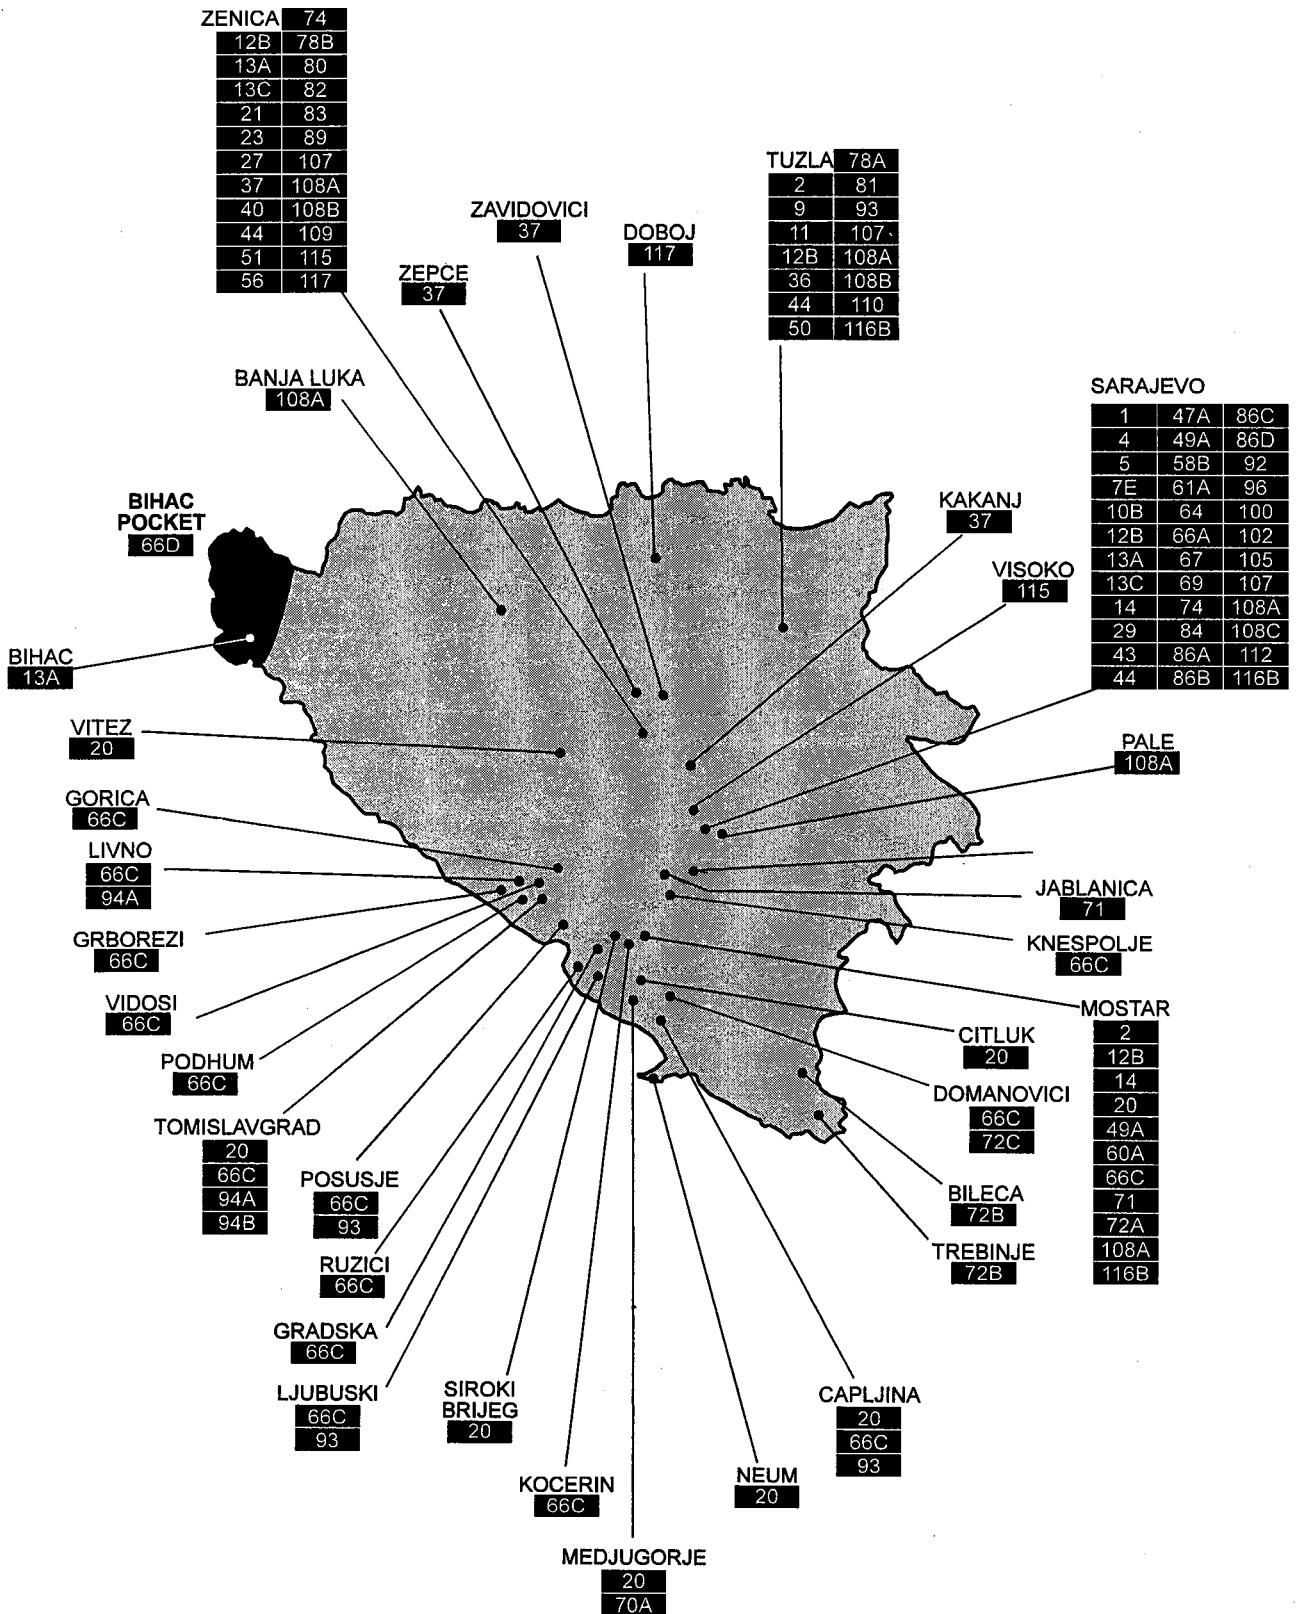 ZENICA 74
12B 78B
13A 80
13C 82
21 83
23 89
27 107
37 108A
40 108B
44 109
51 115
56 117
TUZLA 78A
2 81
9 93
11 107
12B 108A
36 108B
44 110
50 116B
ZAVIDOVICI
37
DOBOJ
117
ZEPCE
37
BANJA LUKA
108A
SARAJEVO
1 47A 86C
4 49A 86D
5 58B 92
7E 61A 96
10B 64 100
12B 66A 102
13A 67 105
13C 69 107
14 74 108A
29 84 108C
43 86A 112
44 86B 116B
BIHAC
POCKET
66D
KAKANJ
37
VISOKO
115
BIHAC
13A
VITEZ
20
PALE
108A
GORICA
66C
LIVNO
66C
94A
JABLANICA
71
GRBOREZI
66C
KNESPOLJE
66C
VIDOSI
66C
MOSTAR
2
12B
14
20
49A
60A
66C
71
72A
108A
116B
PODHUM
66C
CITLUK
20
DOMANOVICI
66C
72C
TOMISLAVGRAD
20
66C
94A
94B
POSUSJE
66C
93
BILECA
72B
TREBINJE
72B
RUZICI
66C
GRADSKA
66C
LJUBUSKI
66C
93
SIROKI
BRIJEG
20
CAPLJINA
20
66C
93
KOCERIN
66C
NEUM
20
MEDJUGORJE
20
70A